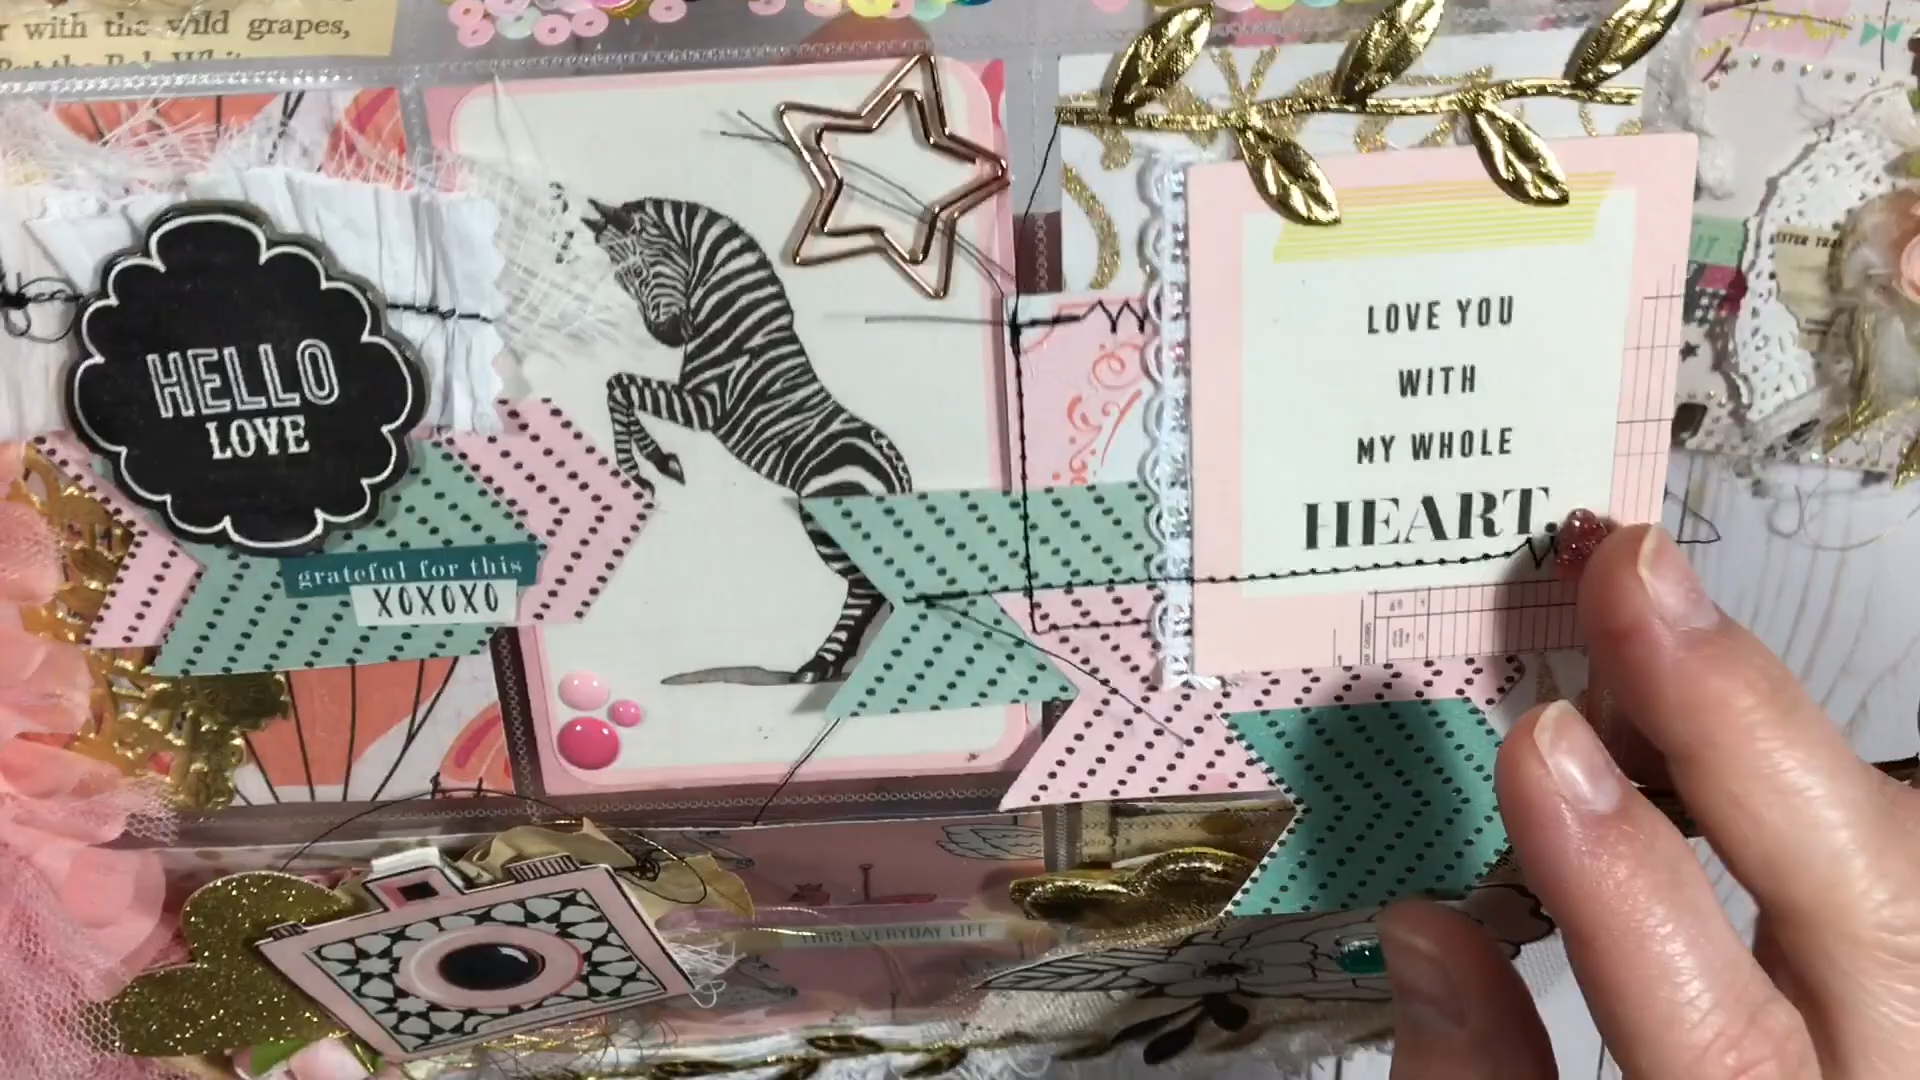 with the wild grapes,
HELLO
LOVE
grateful for this
XOXOXO
LOVE YOU
WITH
MY WHOLE
HEART.
THIS EVERYDAY LIFE